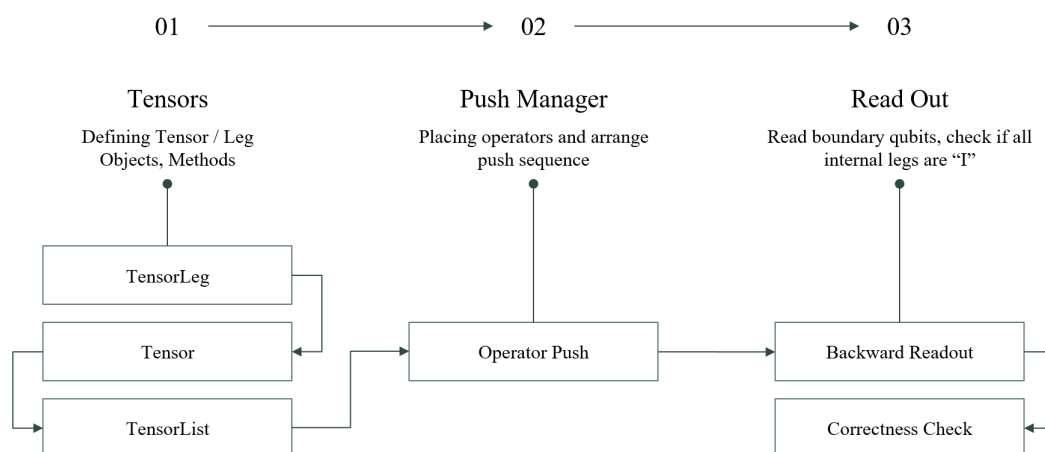 01
02
03
Tensors
Defining Tensor / Leg
Objects, Methods
TensorLeg
Tensor
TensorList
Push Manager
Placing operators and arrange
push sequence
Operator Push
Read Out
Read boundary qubits, check if all
internal legs are “I”
Backward Readout
Correctness Check